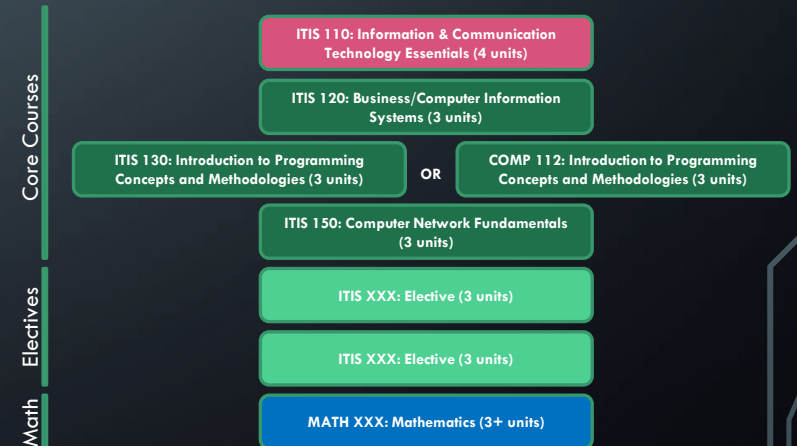 Core Courses
ITIS 110: Information & Communication
Technology Essentials (4 units)
ITIS 120: Business/Computer Information
Systems (3 units)
ITIS 130: Introduction to Programming
Concepts and Methodologies (3 units)
OR
COMP 112: Introduction to Programming
Concepts and Methodologies (3 units)
ITIS 150: Computer Network Fundamentals
(3 units)
Electives
ITIS XXX: Elective (3 units)
ITIS XXX: Elective (3 units)
Math
MATH XXX: Mathematics (3+ units)